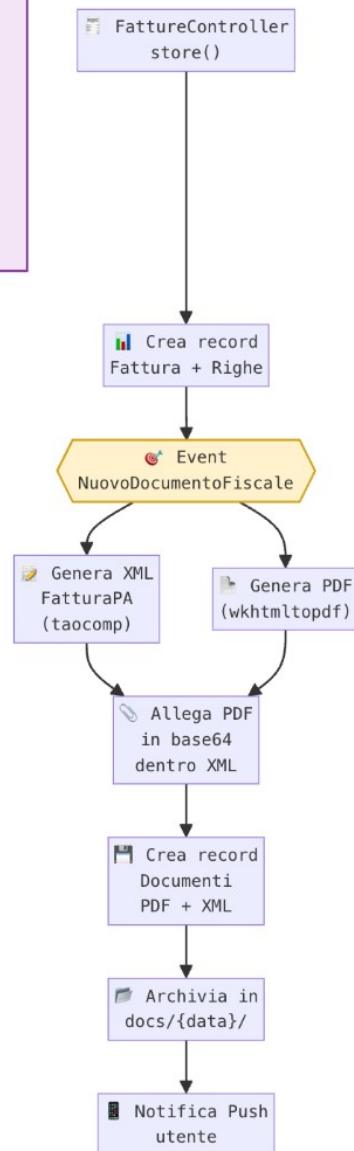 FattureController
store()
Crea record
Fattura + Righe
Event
NuovoDocumentoFiscale
Genera XML
FatturaPA
(taocomp)
Genera PDF
(wkhtmltopdf)
Allega PDF
in base64
dentro XML
Crea record
Documenti
PDF + XML
Archivia in
docs/{data}/
Notifica Push
utente